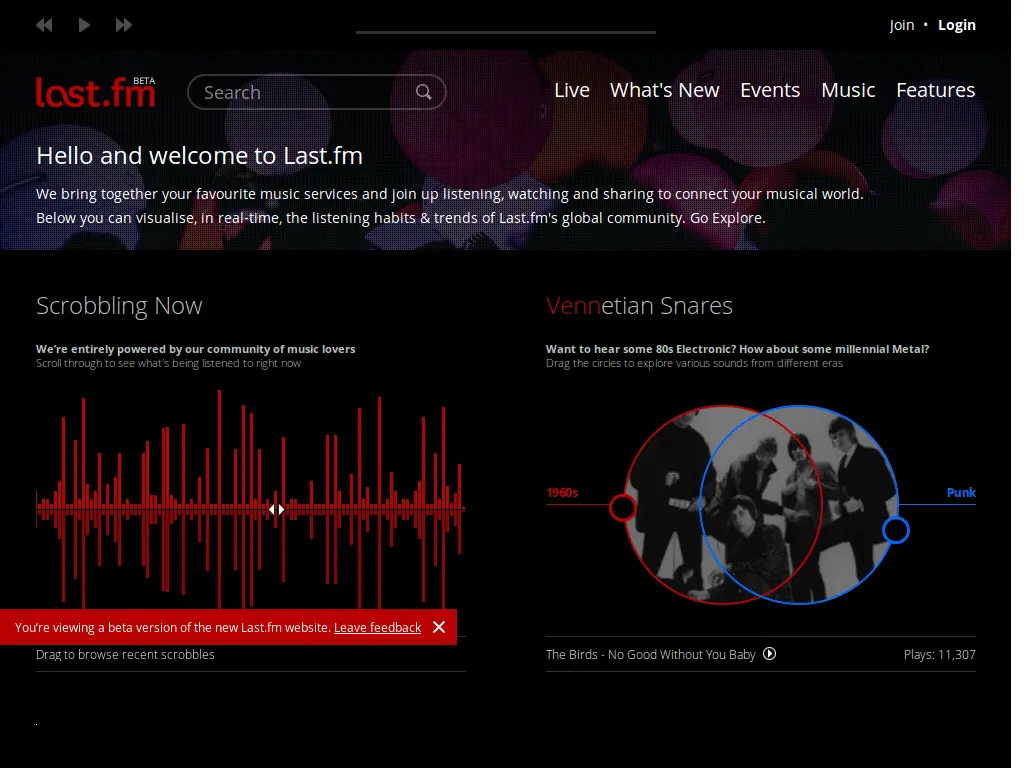 Join • Login
last.fm BETA
Search
Live What's New Events Music Features
Hello and welcome to Last.fm
We bring together your favourite music services and join up listening, watching and sharing to connect your musical world.
Below you can visualise, in real-time, the listening habits & trends of Last.fm's global community. Go Explore.
Scrobbling Now
We're entirely powered by our community of music lovers
Scroll through to see what's being listened to right now
Vennetian Snares
Want to hear some 80s Electronic? How about some millennial Metal?
Drag the circles to explore various sounds from different eras
1960s
Punk
You're viewing a beta version of the new Last.fm website. Leave feedback
Drag to browse recent scrobbles
The Birds - No Good Without You Baby
Plays: 11,307